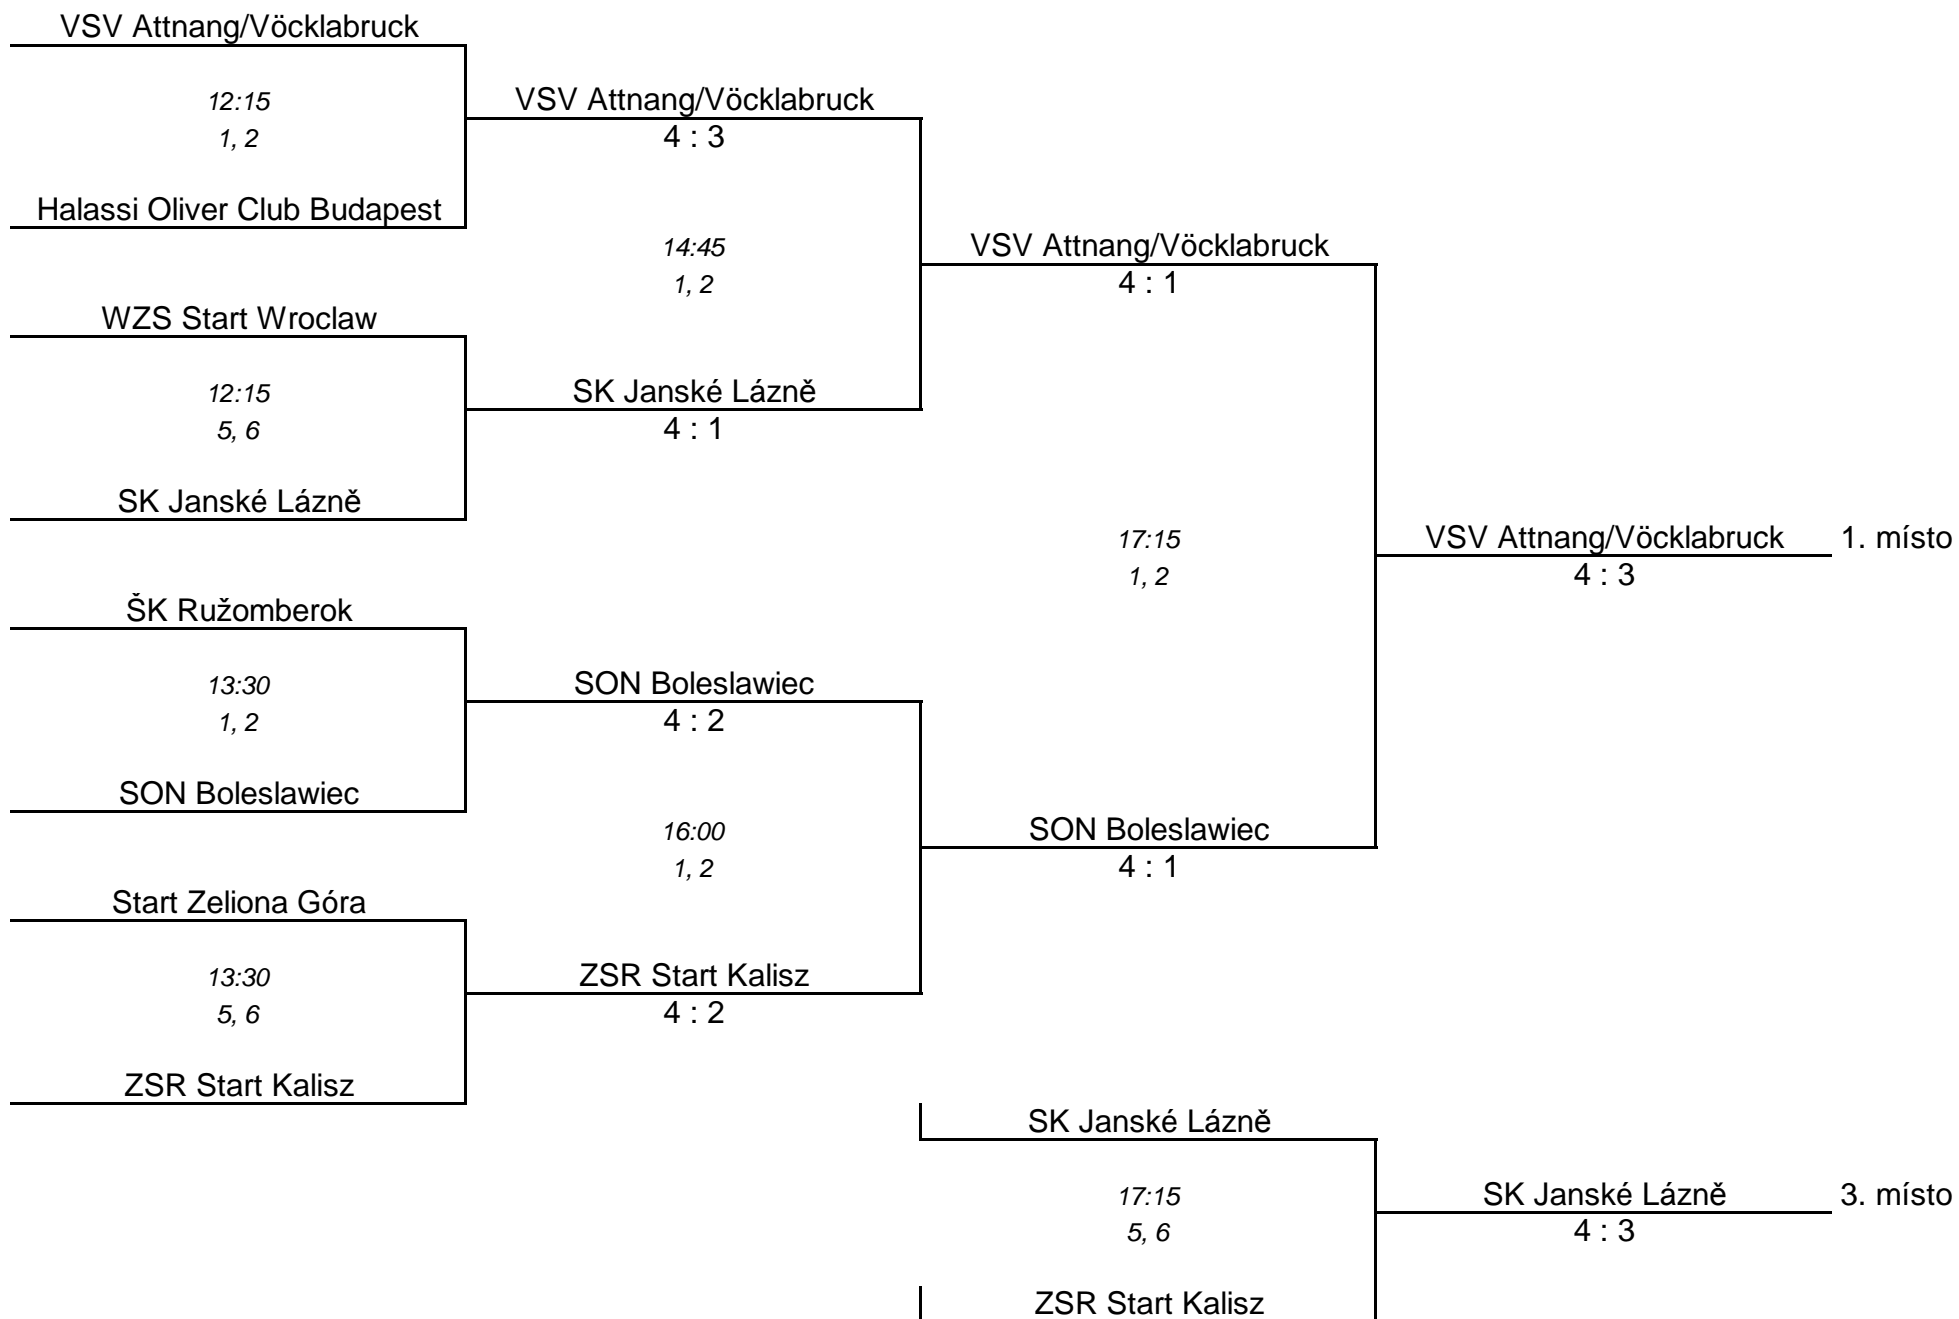 VSV Attnang/Vöcklabruck
12:15
1, 2
VSV Attnang/Vöcklabruck
4 : 3
Halassi Oliver Club Budapest
14:45
1, 2
VSV Attnang/Vöcklabruck
4 : 1
WZS Start Wroclaw
12:15
5, 6
SK Janské Lázně
4 : 1
SK Janské Lázně
17:15
1, 2
VSV Attnang/Vöcklabruck 1. místo
4 : 3
ŠK Ružomberok
13:30
1, 2
SON Boleslawiec
4 : 2
SON Boleslawiec
16:00
1, 2
SON Boleslawiec
4 : 1
Start Zeliona Góra
13:30
5, 6
ZSR Start Kalisz
4 : 2
ZSR Start Kalisz
SK Janské Lázně
17:15
5, 6
SK Janské Lázně 3. místo
4 : 3
ZSR Start Kalisz